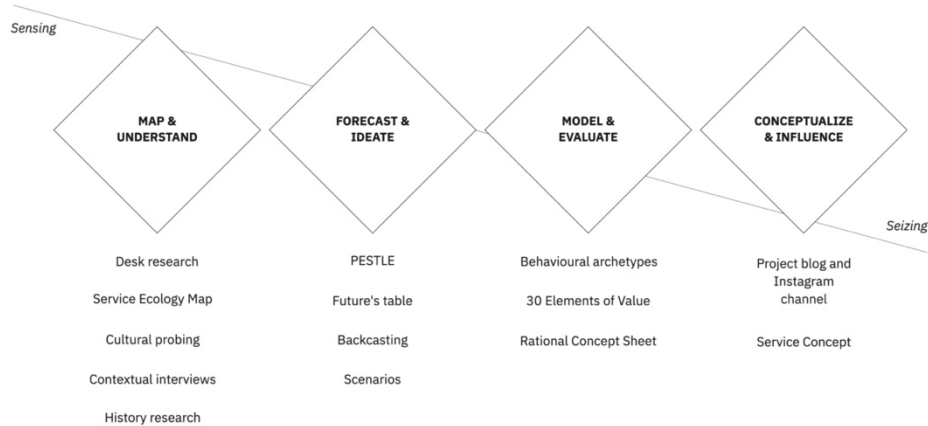 Sensing
MAP &
UNDERSTAND
FORECAST &
IDEATE
MODEL &
EVALUATE
CONCEPTUALIZE
& INFLUENCE
Seizing
Desk research
Service Ecology Map
Cultural probing
Contextual interviews
History research
PESTLE
Future's table
Backcasting
Scenarios
Behavioural archetypes
30 Elements of Value
Rational Concept Sheet
Project blog and
Instagram
channel
Service Concept